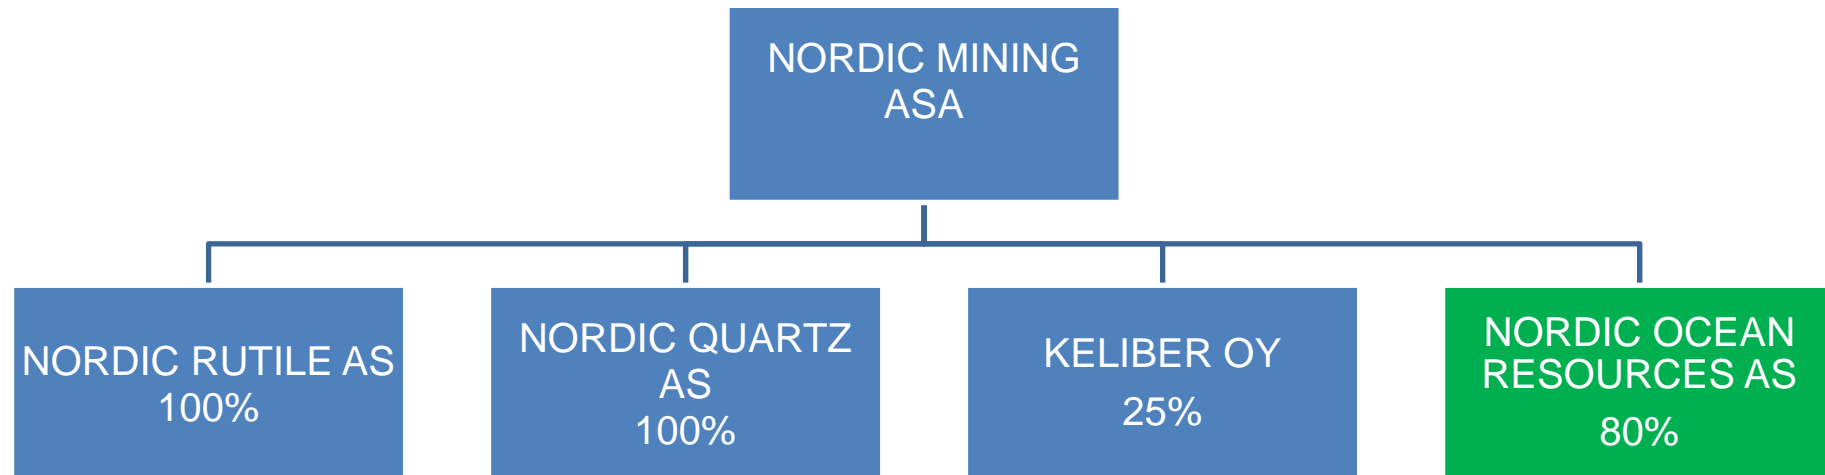 NORDIC MINING
ASA
NORDIC RUTILE AS
100%
NORDIC QUARTZ
AS
100%
KELIBER OY
25%
NORDIC OCEAN
RESOURCES AS
80%